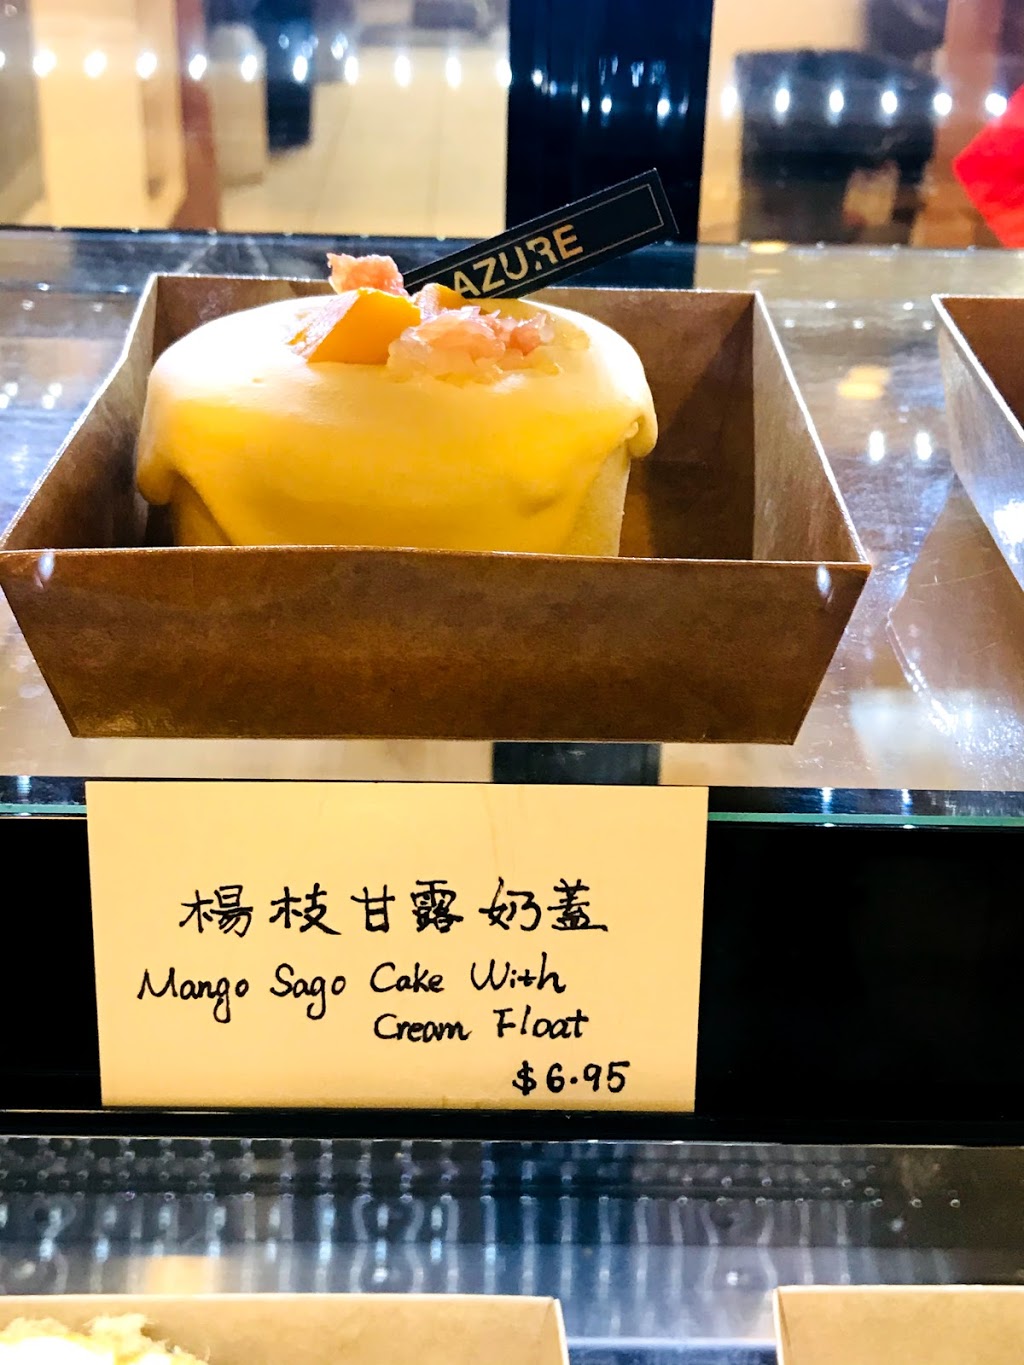 AZURE
楊枝甘露奶蓋
Mango Sago Cake With
Cream Float
$6.95